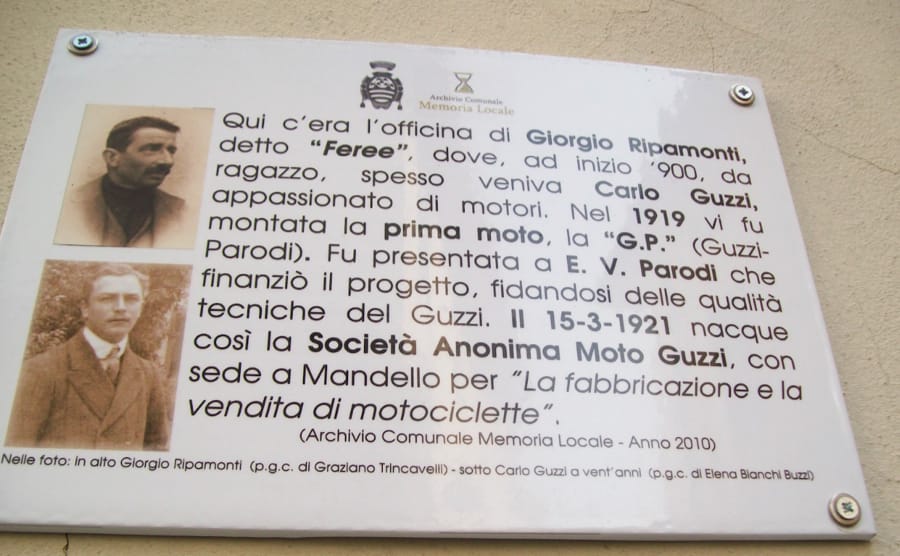 Archivio Comunale
Memoria Locale
Qui c'era l'officina di Giorgio Ripamonti,
detto "Feree", dove, ad inizio '900, da
ragazzo, spesso veniva Carlo Guzzi,
appassionato di motori. Nel 1919 vi fu
montata la prima moto, la "G.P." (Guzzi-
Parodi). Fu presentata a E. V. Parodi che
finanziò il progetto, fidandosi delle qualità
tecniche del Guzzi. Il 15-3-1921 nacque
così la Società Anonima Moto Guzzi, con
sede a Mandello per "La fabbricazione e la
vendita di motociclette".
(Archivio Comunale Memoria Locale - Anno 2010)
Nelle foto: in alto Giorgio Ripamonti (p.g.c. di Graziano Trincavelli) - sotto Carlo Guzzi a vent'anni (p.g.c. di Elena Bianchi Buzzi)